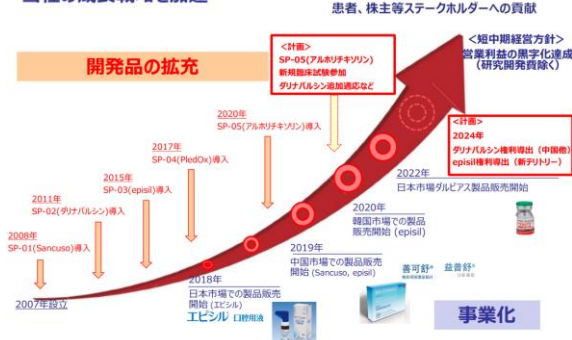 患者、株主等ステークホルダーへの貢献
<計画>
SP-05(アルホリチキソリン)
新規臨床試験参加
ダリナパルシン追加適応など
<短中期経営方針>
営業利益の黒字化達成
(研究開発費除く)
開発品の拡充
2020年
SP-05(アルホリチキソリン)導入
2017年
SP-04(PledOx)導入
2015年
SP-03(episil)導入
2011年
SP-02(ダリナパルシン)導入
2008年
SP-01(Sancuso)導入
2007年設立
<計画>
2024年
ダリナパルシン権利導出(中国他)
episil権利導出(新テリトリー)
2022年
日本市場ダルビアス製品販売開始
2020年
韓国市場での製品
販売開始 (episil)
2019年
中国市場での製品販売
開始 (Sancuso, episil)
2018年
日本市場での製品販売
開始 (エピシル)
エピシル 口腔用液
善可舒®
益普舒®
事業化